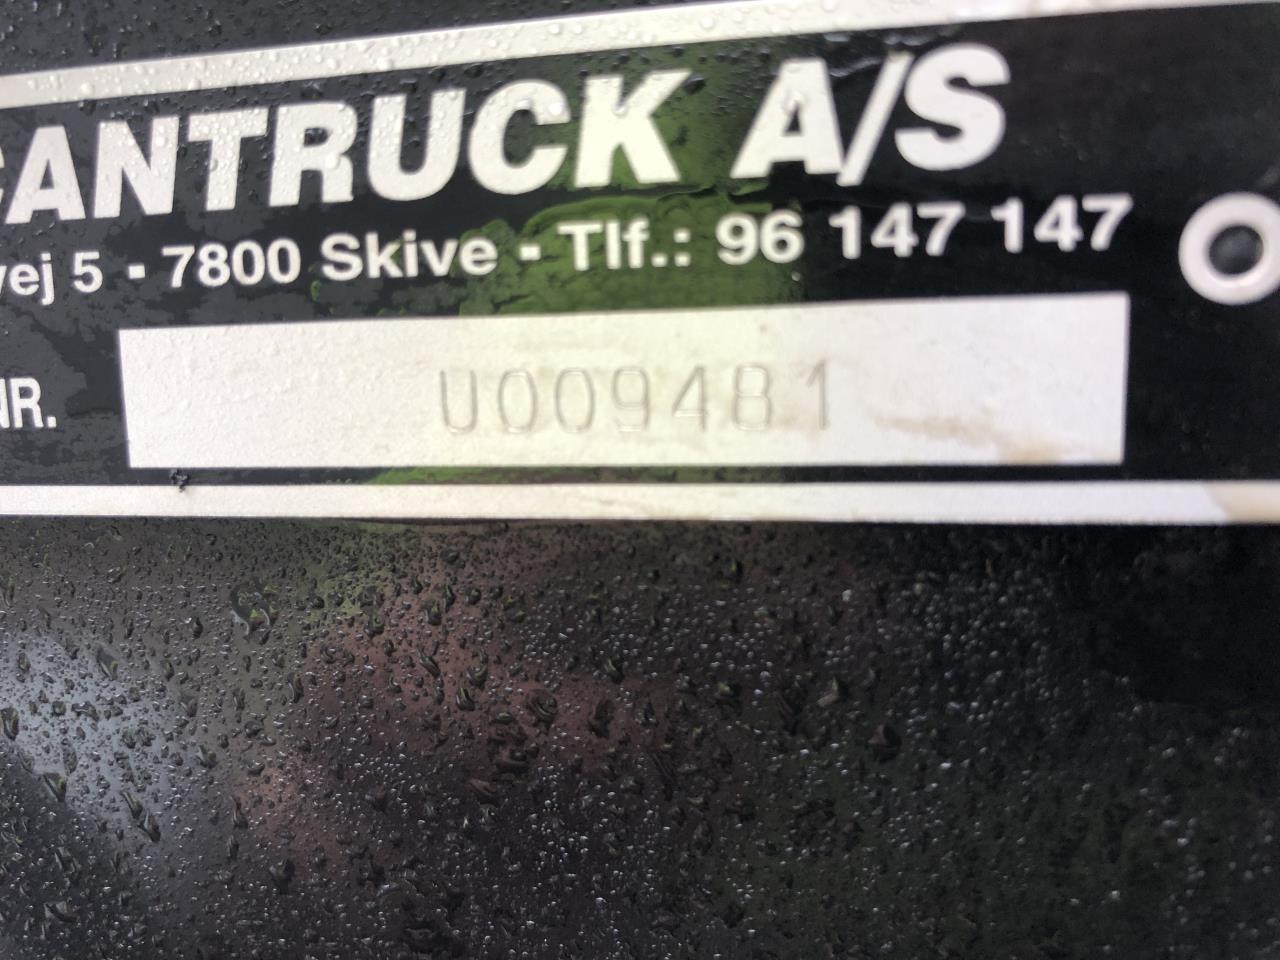 CANTRUCK A/S
vej 5 - 7800 Skive - Tlf.: 96 147 147
NR.
U009481